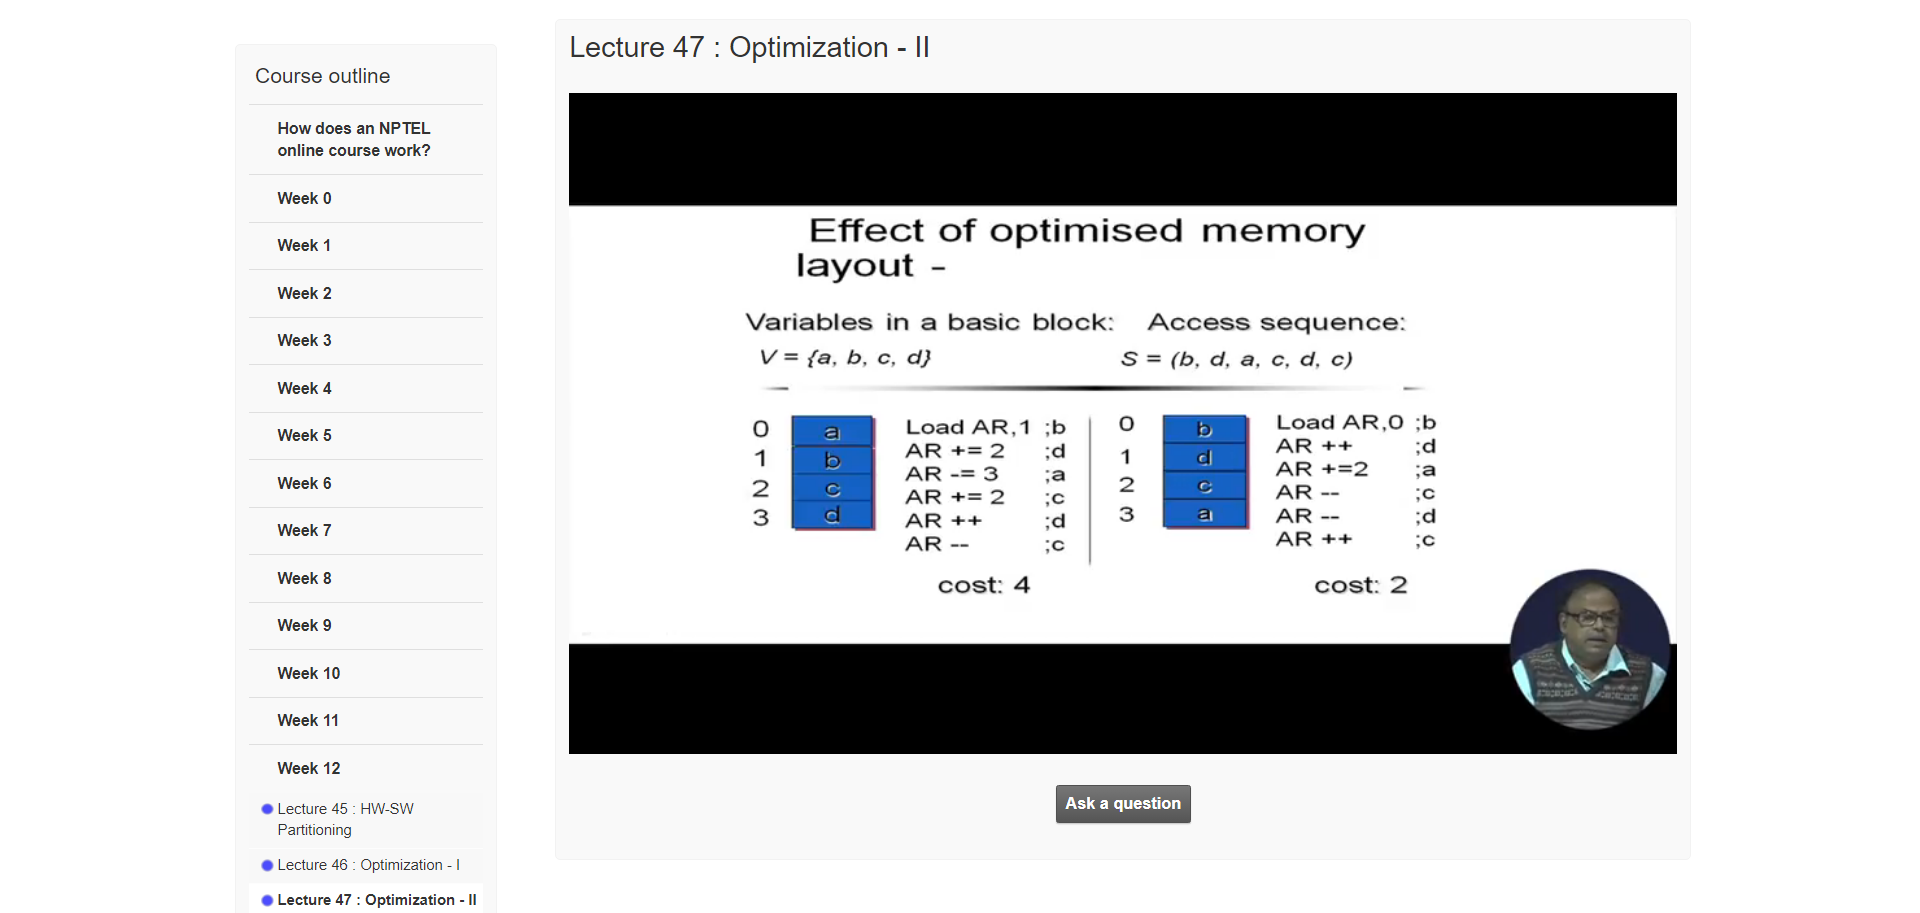 Course outline
How does an NPTEL
online course work?
Week 0
Week 1
Week 2
Week 3
Week 4
Week 5
Week 6
Week 7
Week 8
Week 9
Week 10
Week 11
Week 12
Lecture 45 : HW-SW
Partitioning
Lecture 46 : Optimization - I
Lecture 47 : Optimization - II
Lecture 47 : Optimization - II
Effect of optimised memory
layout -
Variables in a basic block: Access sequence:
V = {a, b, c, d} S = (b, d, a, c, d, c)
0 a
1 b
2 c
3 d
Load AR,1 ;b
AR += 2 ;d
AR -= 3 ;a
AR += 2 ;c
AR ++ ;d
AR -- ;c
cost: 4
0 b
1 d
2 c
3 a
Load AR,0 ;b
AR ++ ;d
AR +=2 ;a
AR -- ;c
AR -- ;d
AR ++ ;c
cost: 2
Ask a question